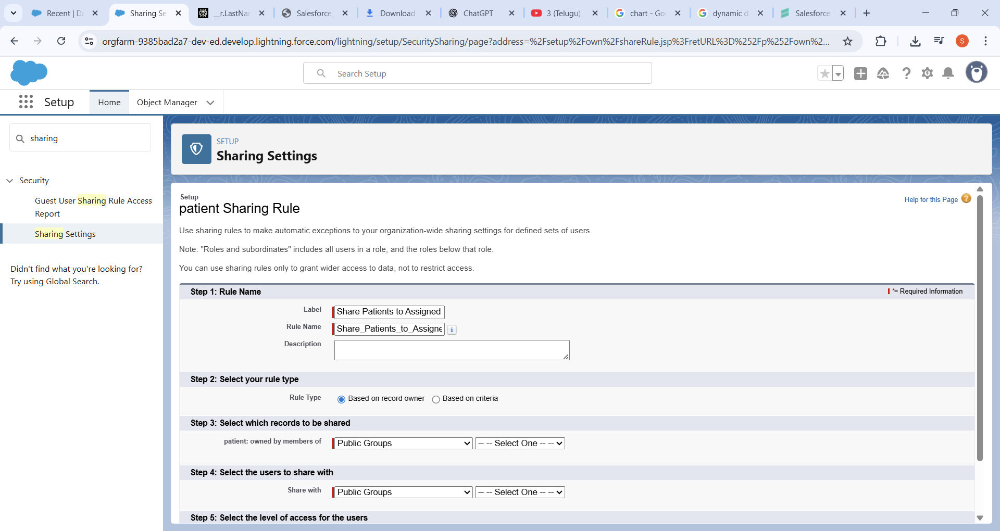 Recent | Da
Sharing Se
__r.LastNar
Salesforce_
Download
ChatGPT
3 (Telugu)
chart - Goo
dynamic d
Salesforce
orgfarm-9385bad2a7-dev-ed.develop.lightning.force.com/lightning/setup/SecuritySharing/page?address=%2Fsetup%2Fown%2FshareRule.jsp%3FretURL%3D%252Fp%252Fown%2...
S
Search Setup
Setup
Home
Object Manager
sharing
Security
Guest User Sharing Rule Access
Report
Sharing Settings
Didn't find what you're looking for?
Try using Global Search.
SETUP
Sharing Settings
Setup
patient Sharing Rule
Help for this Page ?
Use sharing rules to make automatic exceptions to your organization-wide sharing settings for defined sets of users.
Note: "Roles and subordinates" includes all users in a role, and the roles below that role.
You can use sharing rules only to grant wider access to data, not to restrict access.
Step 1: Rule Name
*= Required Information
Label
Share Patients to Assigned
Rule Name
Share_Patients_to_Assigne
i
Description
Step 2: Select your rule type
Rule Type
Based on record owner
Based on criteria
Step 3: Select which records to be shared
patient: owned by members of
Public Groups
-- -- Select One -- --
Step 4: Select the users to share with
Share with
Public Groups
-- -- Select One -- --
Step 5: Select the level of access for the users